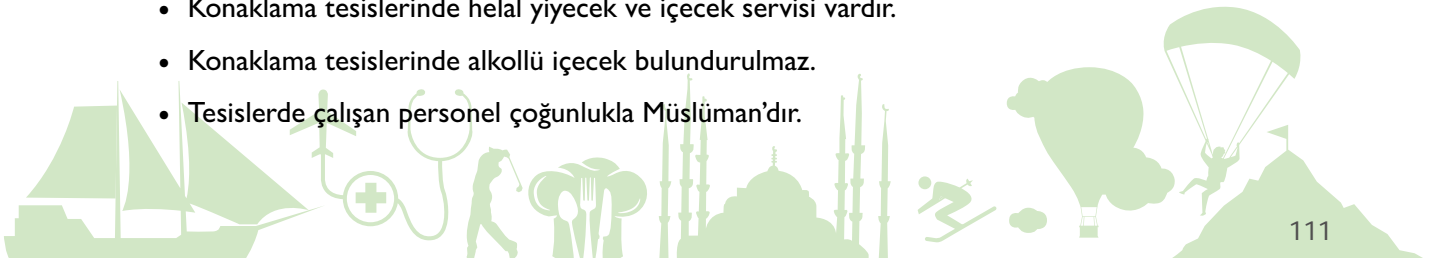 • Konaklama tesislerinde helal yiyecek ve içecek servisi vardır.
• Konaklama tesislerinde alkollü içecek bulundurulmaz.
• Tesislerde çalışan personel çoğunlukla Müslüman’dır.
111